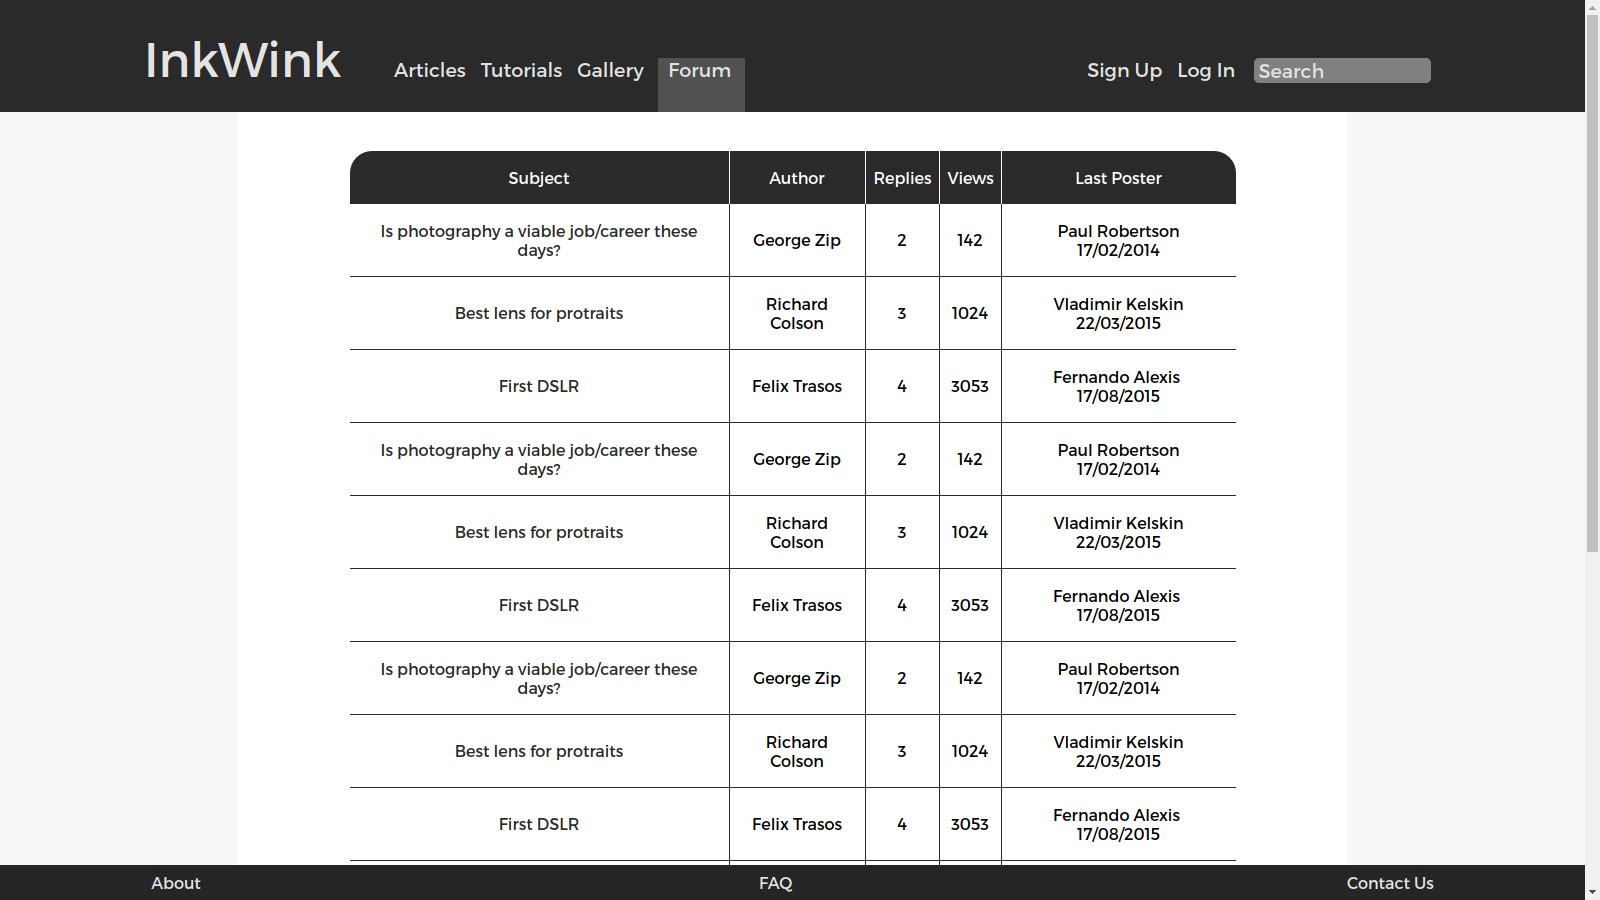 InkWink
Articles Tutorials Gallery Forum
Sign Up Log In Search
Subject Author Replies Views Last Poster
Is photography a viable job/career these
days?
George Zip 2 142
Paul Robertson
17/02/2014
Best lens for protraits
Richard
Colson
3 1024
Vladimir Kelskin
22/03/2015
First DSLR
Felix Trasos 4 3053
Fernando Alexis
17/08/2015
Is photography a viable job/career these
days?
George Zip 2 142
Paul Robertson
17/02/2014
Best lens for protraits
Richard
Colson
3 1024
Vladimir Kelskin
22/03/2015
First DSLR
Felix Trasos 4 3053
Fernando Alexis
17/08/2015
Is photography a viable job/career these
days?
George Zip 2 142
Paul Robertson
17/02/2014
Best lens for protraits
Richard
Colson
3 1024
Vladimir Kelskin
22/03/2015
First DSLR
Felix Trasos 4 3053
Fernando Alexis
17/08/2015
About FAQ Contact Us